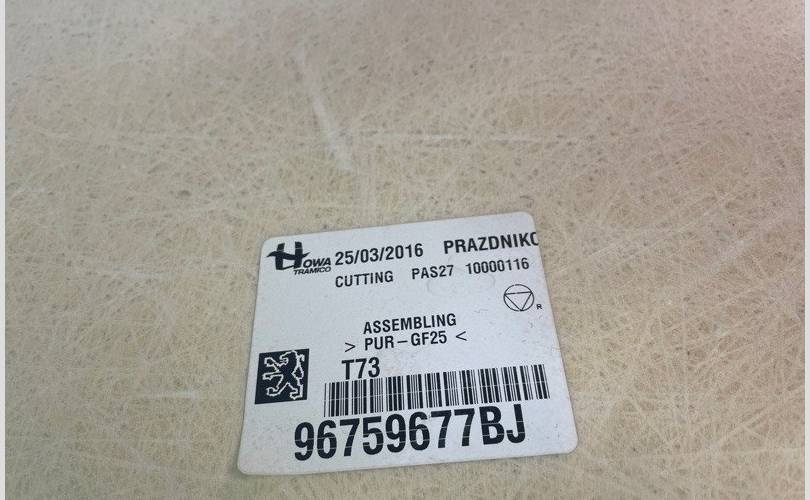 HOWA 25/03/2016 PRAZDNIKO
TRAMICO
CUTTING PAS27 10000116
R
ASSEMBLING
> PUR-GF25 <
T73
96759677BJ